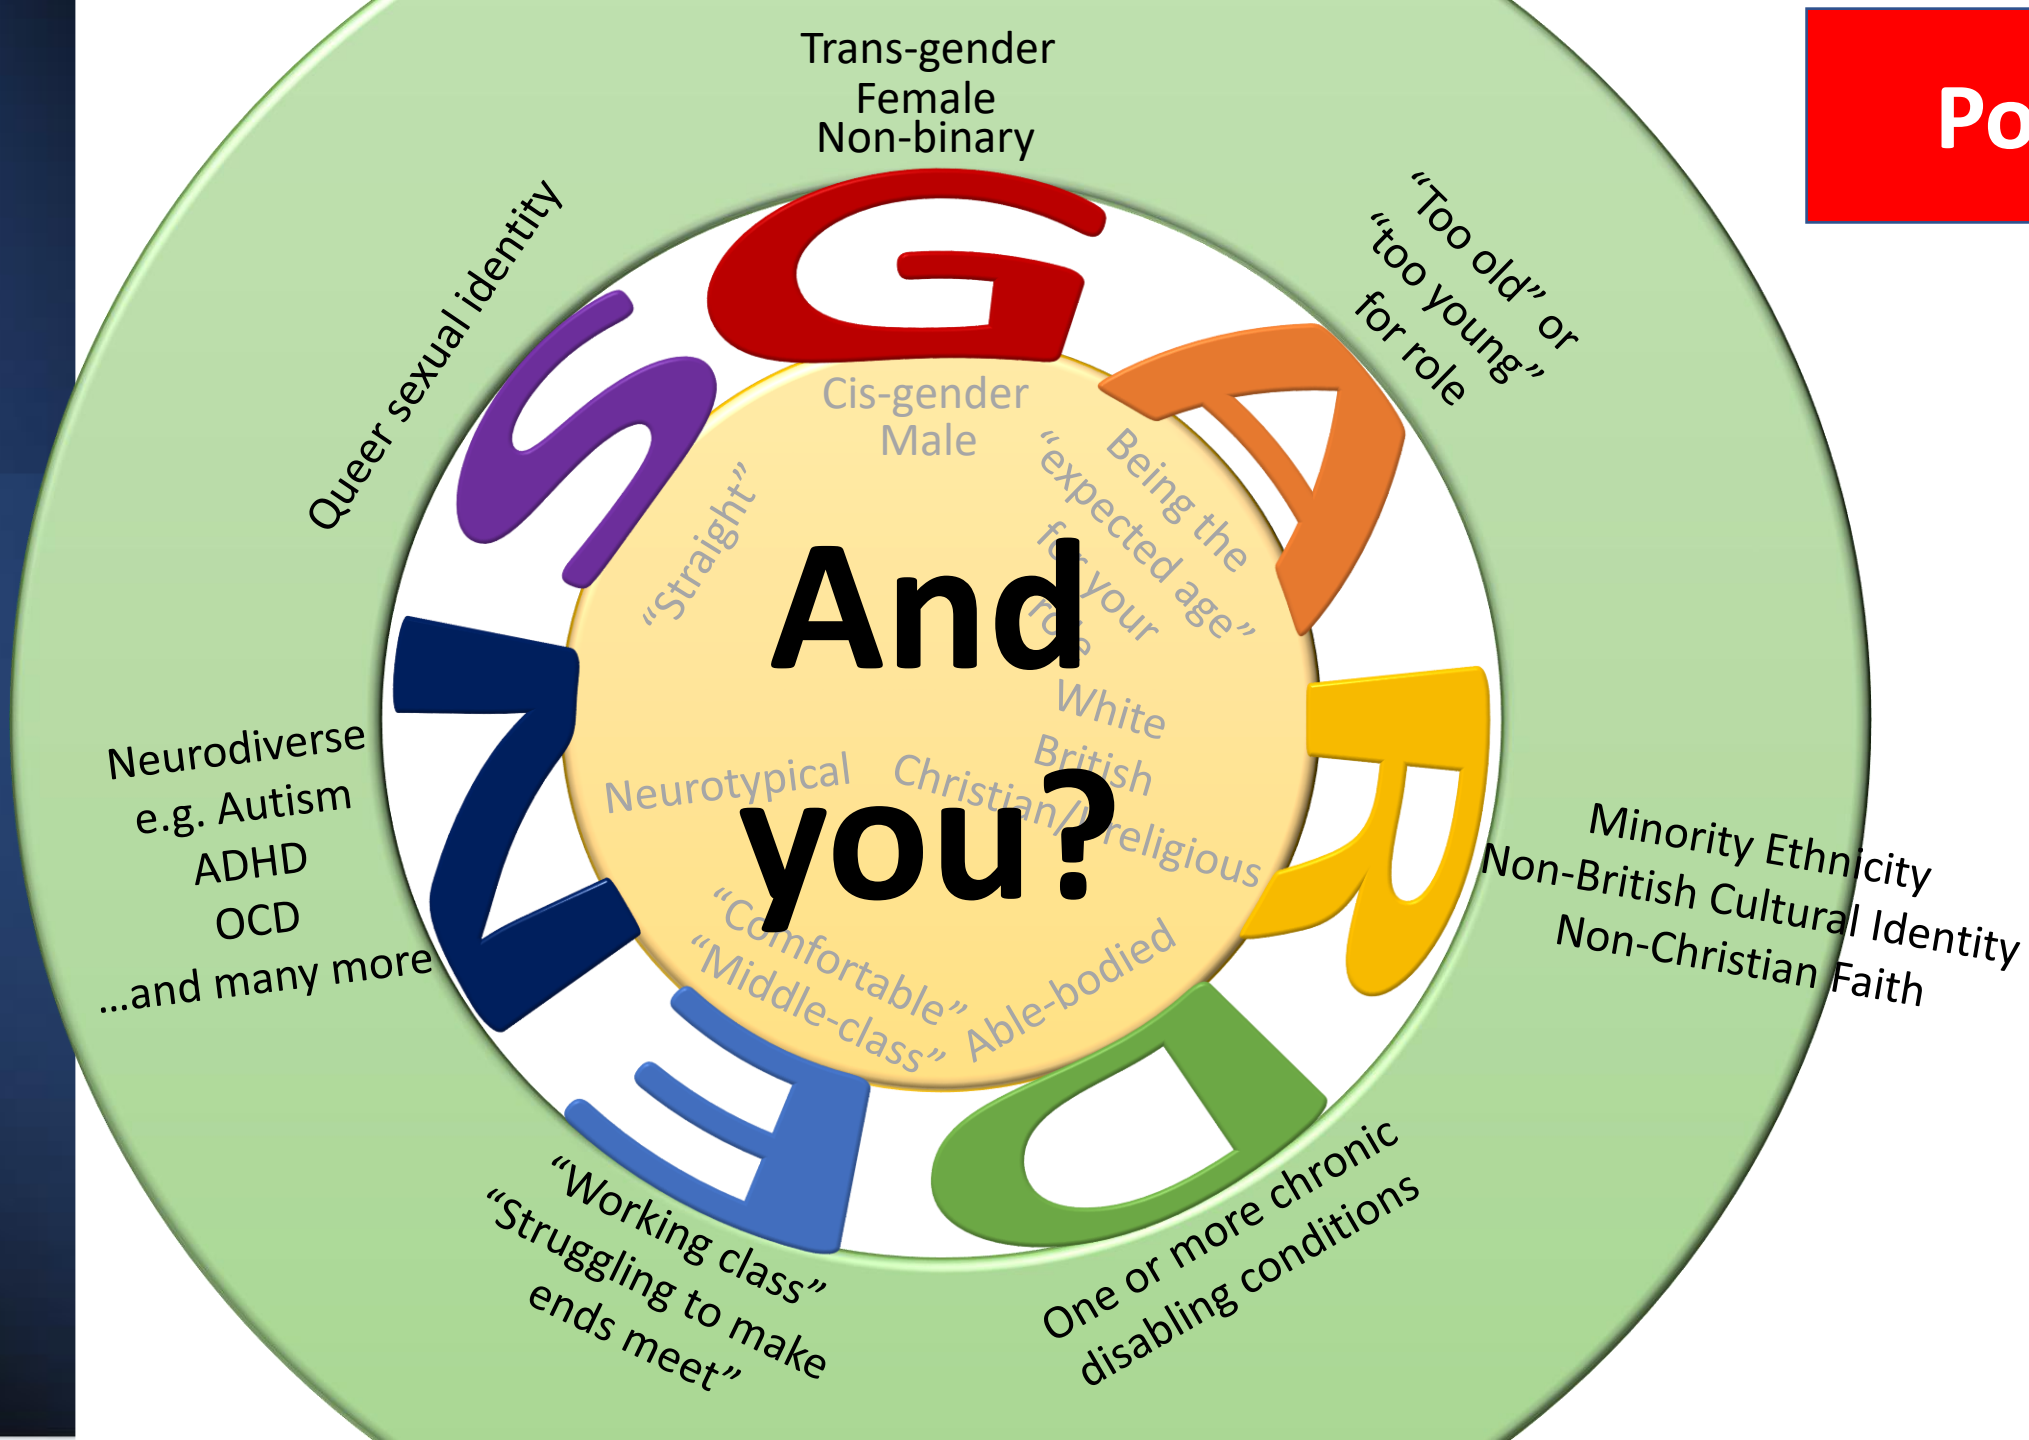 Trans-gender
Female
Non-binary
Po
“Too old” or
“too young”
for role
Queer sexual identity
G
A
R
D
E
N
S
Cis-gender
Male
Being the
“expected age”
for your
role
“Straight”
And
you?
White
British
Christian/Irreligious
Neurotypical
“Comfortable”
“Middle-class”
Able-bodied
Neurodiverse
e.g. Autism
ADHD
OCD
...and many more
Minority Ethnicity
Non-British Cultural Identity
Non-Christian Faith
“Working class”
“Struggling to make
ends meet”
One or more chronic
disabling conditions